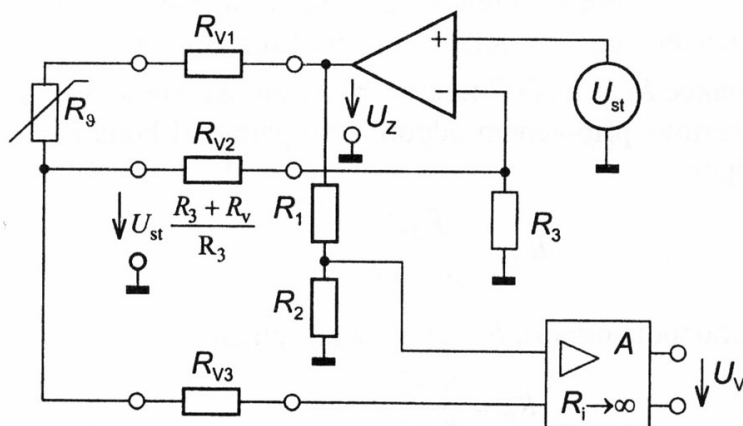 R_V1
+
−
U_st
R_ϑ
U_Z
R_V2
U_st (R_3 + R_v)/R_3
R_1
R_3
R_2
R_V3
A
R_i→∞
U_V